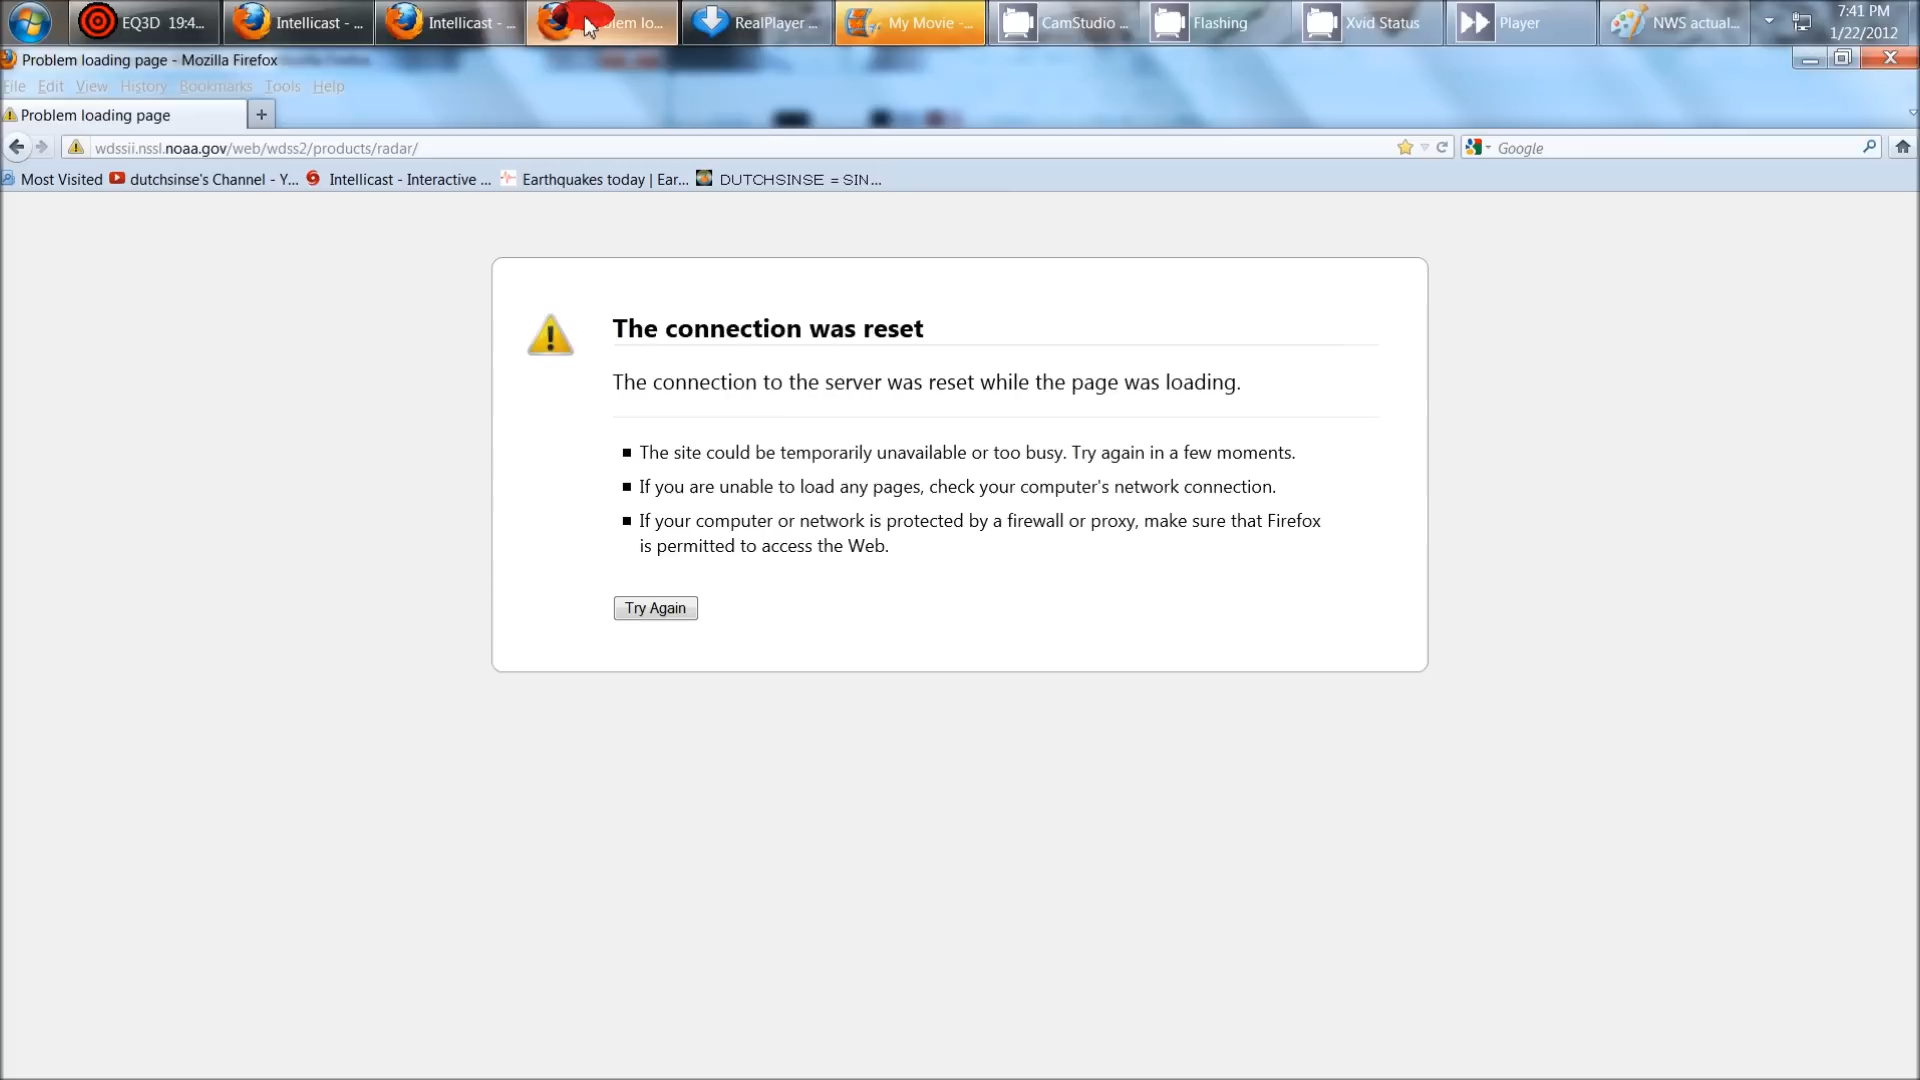 EQ3D 19:4...
Intellicast - ...
Intellicast - ...
lem lo...
RealPlayer ...
My Movie -...
CamStudio ...
Flashing
Xvid Status
Player
NWS actual...
7:41 PM
1/22/2012
Problem loading page - Mozilla Firefox
File Edit View History Bookmarks Tools Help
Problem loading page
+
wdssii.nssl.noaa.gov/web/wdss2/products/radar/
Google
Most Visited
dutchsinse's Channel - Y...
Intellicast - Interactive ...
Earthquakes today | Ear...
DUTCHSINSE = SIN...
The connection was reset
The connection to the server was reset while the page was loading.
The site could be temporarily unavailable or too busy. Try again in a few moments.
If you are unable to load any pages, check your computer's network connection.
If your computer or network is protected by a firewall or proxy, make sure that Firefox
is permitted to access the Web.
Try Again